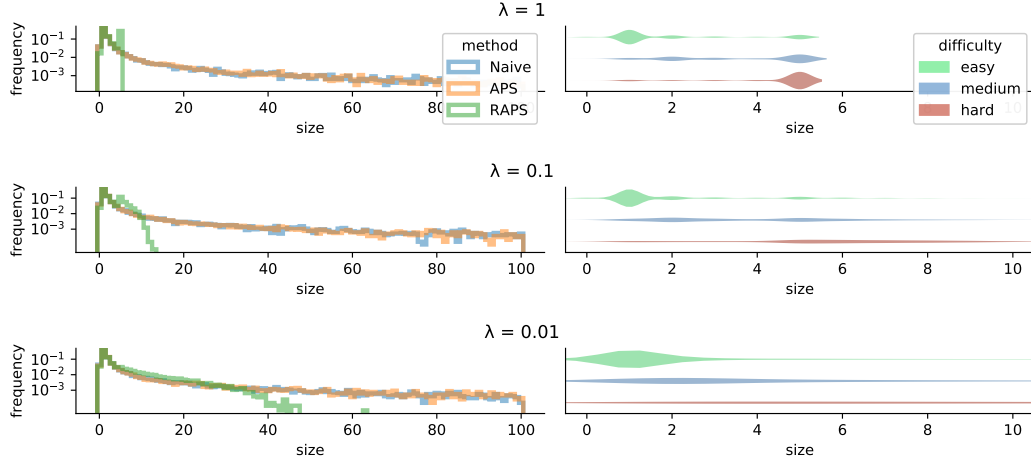 λ = 1
frequency
10⁻¹
10⁻²
10⁻³
0 20 40 60 80
size
method
Naive
APS
RAPS
0 2 4 6 8 10
size
difficulty
easy
medium
hard
λ = 0.1
frequency
10⁻¹
10⁻²
10⁻³
0 20 40 60 80 100
size
0 2 4 6 8 10
size
λ = 0.01
frequency
10⁻¹
10⁻²
10⁻³
0 20 40 60 80 100
size
0 2 4 6 8 10
size